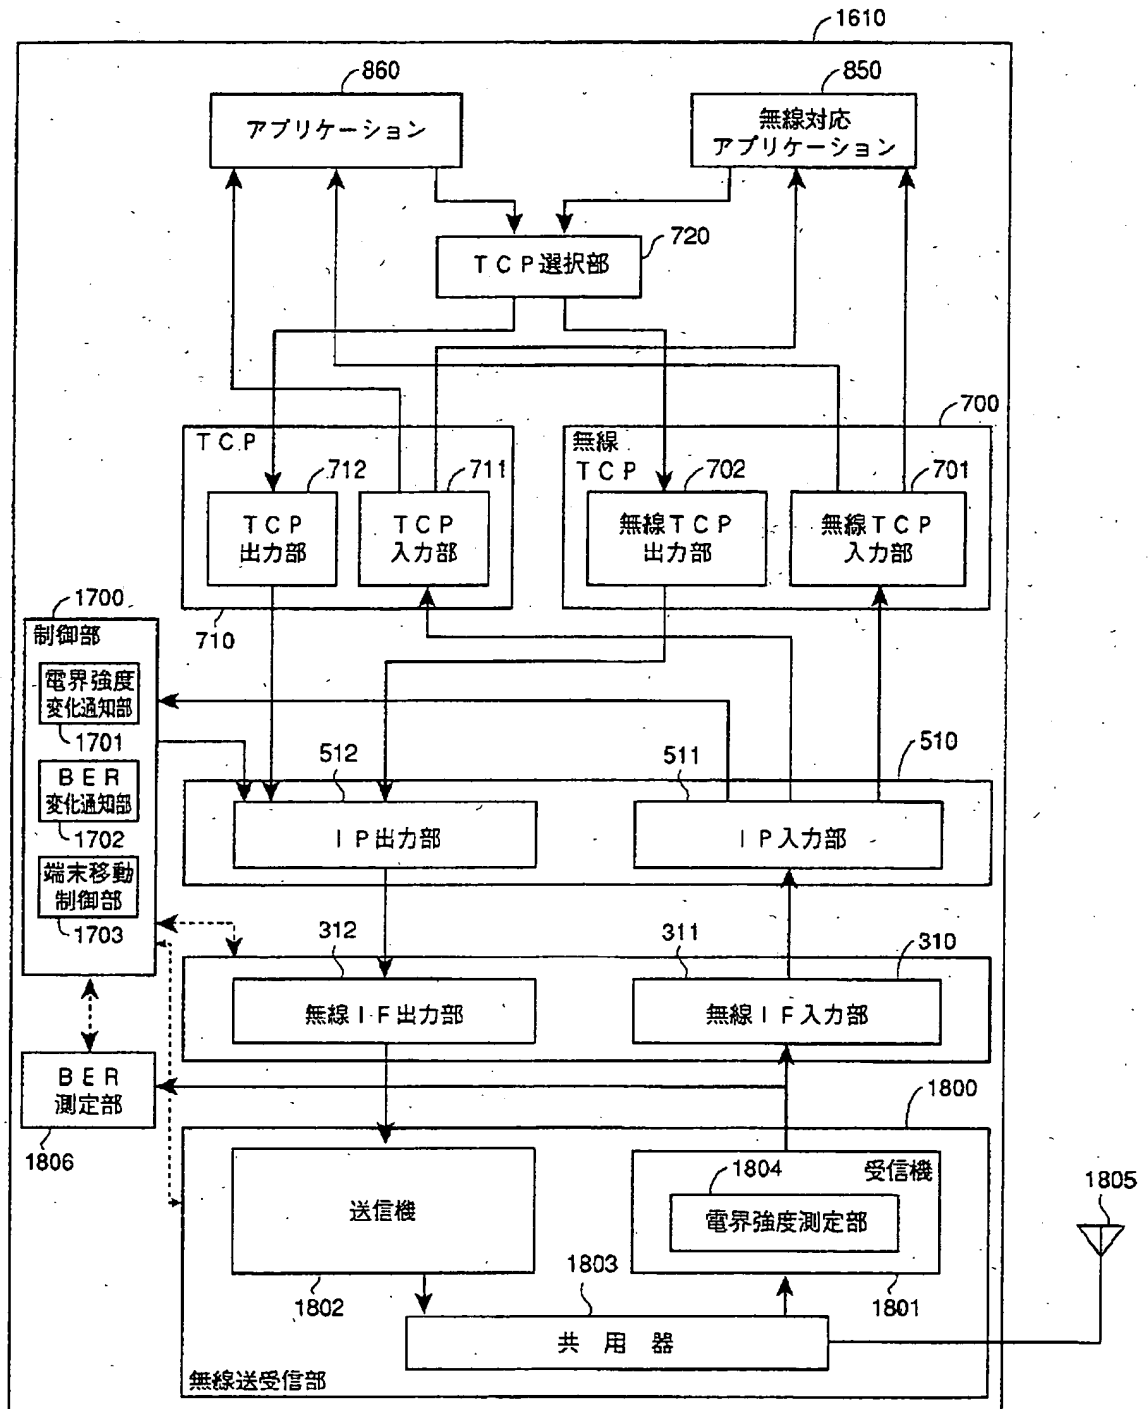 1610
860
850
アプリケーション
無線対応
アプリケーション
720
TCP選択部
700
TCP
無線
TCP
712
711
702
701
TCP
出力部
TCP
入力部
無線TCP
出力部
無線TCP
入力部
1700
710
制御部
電界強度
変化通知部
1701
BER
変化通知部
1702
端末移動
制御部
1703
512
511
510
IP出力部
IP入力部
312
311
310
無線IF出力部
無線IF入力部
BER
測定部
1806
1800
1804
受信機
送信機
電界強度測定部
1805
1803
1802
1801
共用器
無線送受信部